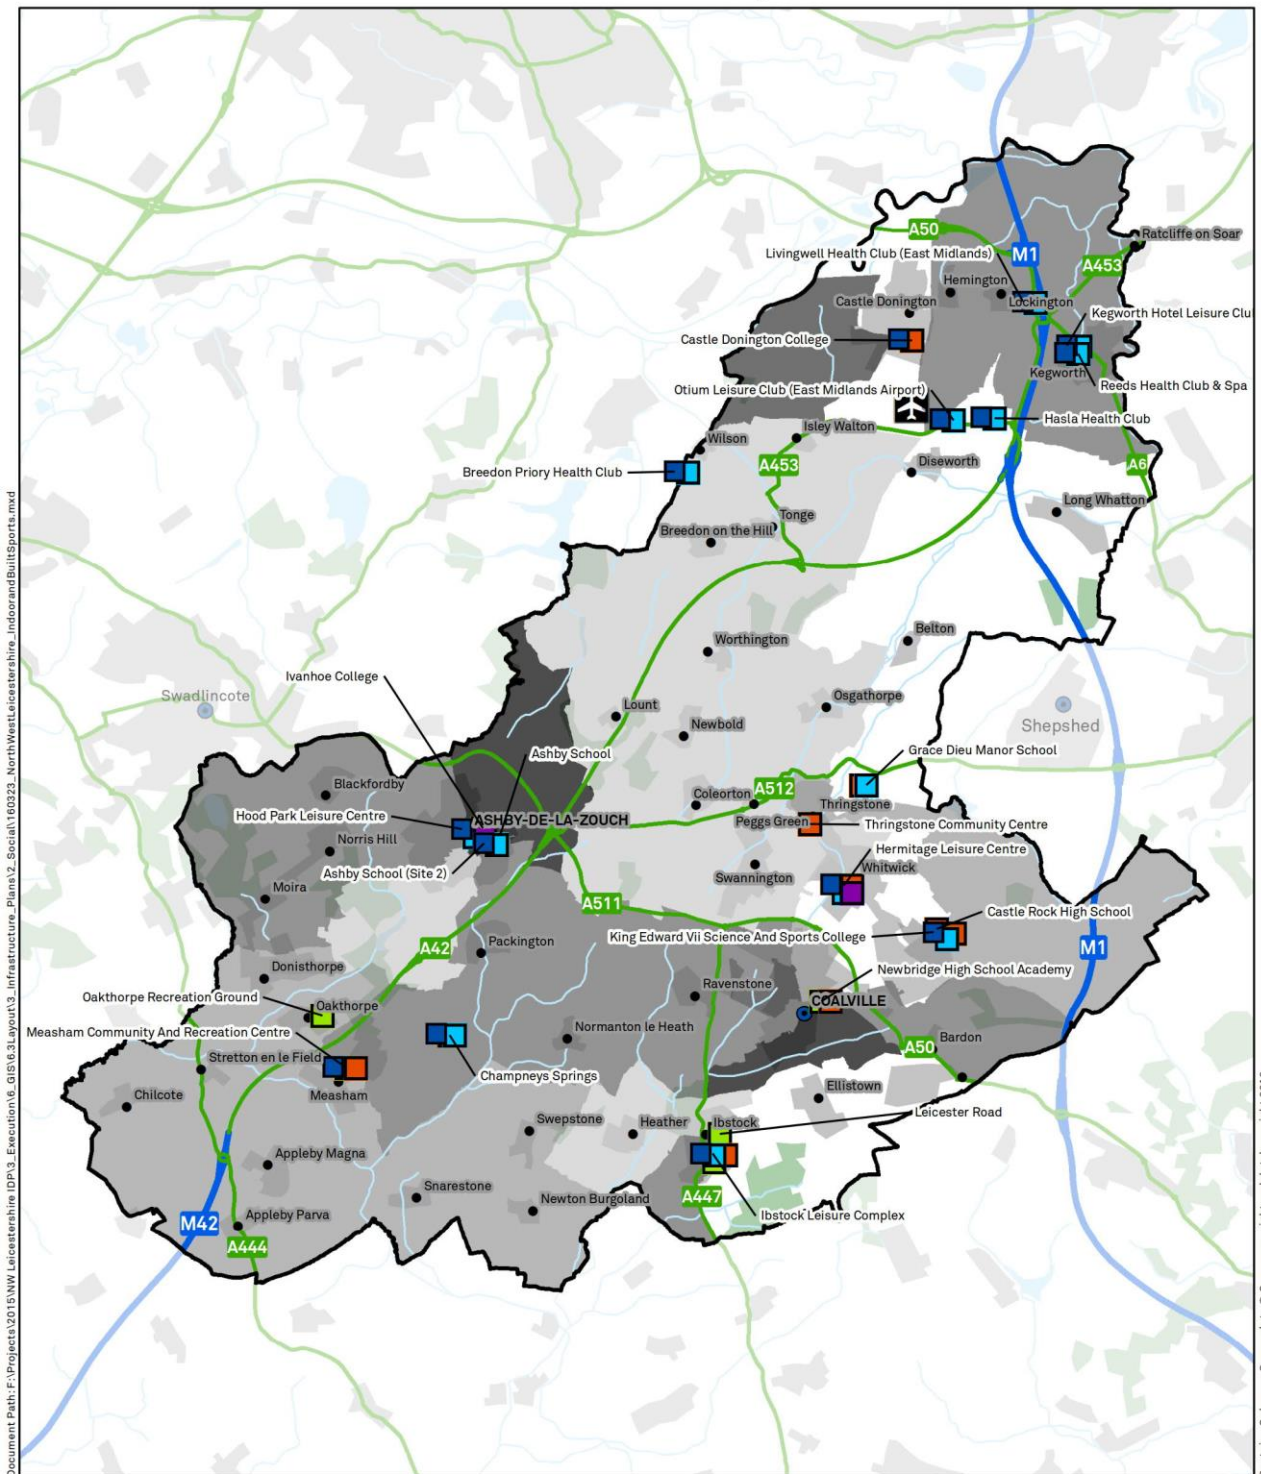 A50
Ratcliffe on Soar
Livingwell Health Club (East Midlands)
M1
A453
Hemington
Castle Donington
Lockington
Kegworth Hotel Leisure Clu
Castle Donington College
Kegworth
Reeds Health Club & Spa
Otium Leisure Club (East Midlands Airport)
Hasla Health Club
Isley Walton
Wilson
A453
Diseworth
A6
Breedon Priory Health Club
Long Whatton
Tonge
Breedon on the Hill
Belton
Worthington
Ivanhoe College
Swadlincote
Osgathorpe
Lount
Shepshed
Newbold
Ashby School
Grace Dieu Manor School
Blackfordby
A512
Coleorton
Thringstone
Hood Park Leisure Centre
ASHBY-DE-LA-ZOUCH
Peggs Green
Thringstone Community Centre
Norris Hill
Hermitage Leisure Centre
Ashby School (Site 2)
Swannington
Whitwick
Moira
A511
Castle Rock High School
King Edward Vii Science And Sports College
A42
Packington
M1
Donisthorpe
Newbridge High School Academy
Ravenstone
Oakthorpe Recreation Ground
Oakthorpe
COALVILLE
Measham Community And Recreation Centre
Normanton le Heath
Bardon
A50
Stretton en le Field
Champneys Springs
Measham
Ellistown
Chilcote
Leicester Road
Swepstone
Heather
Ibstock
Appleby Magna
Snarestone
Newton Burgoland
A447
Appleby Parva
M42
Ibstock Leisure Complex
A444
Document Path: F:\Projects\2015\NW Leicestershire IDP\3_Execution\6_GIS\6.3Layout\3_Infrastructure_Plans\2_Social\160323_NorthWestLeicestershire_IndoorandBuiltSports.mxd